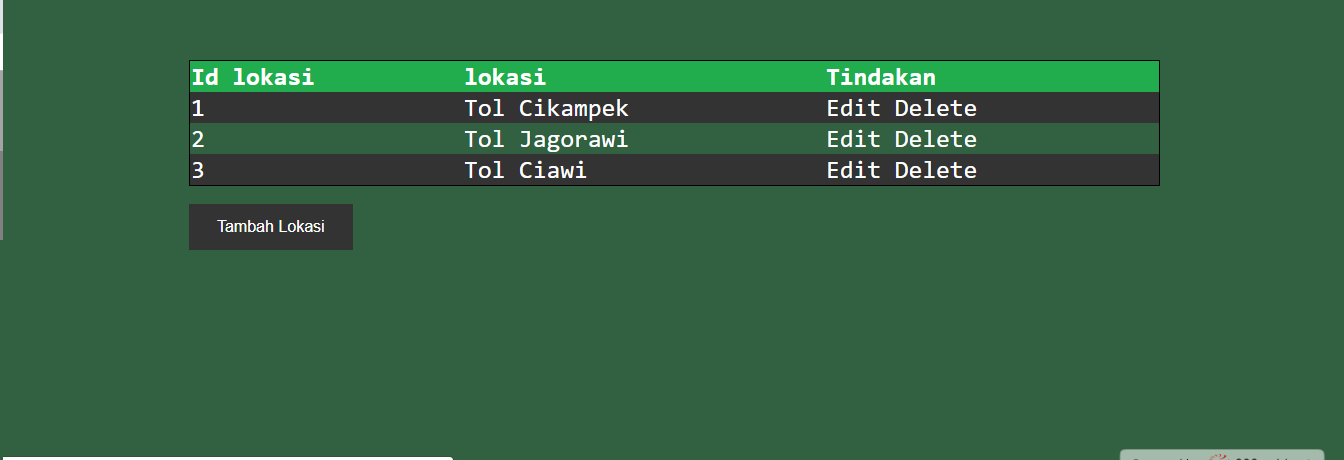 Id lokasi lokasi Tindakan
1 Tol Cikampek Edit Delete
2 Tol Jagorawi Edit Delete
3 Tol Ciawi Edit Delete
Tambah Lokasi